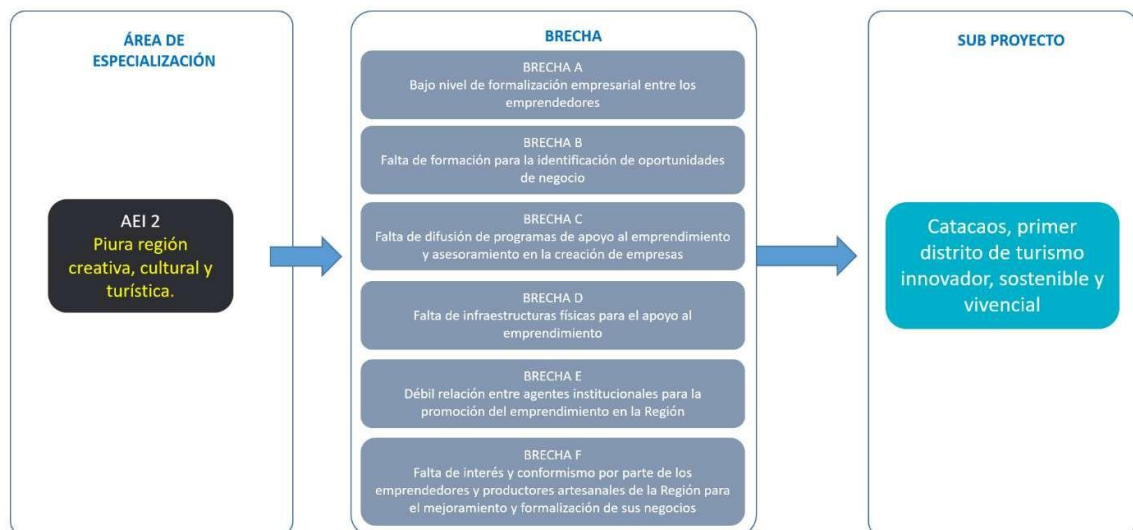 ÁREA DE
ESPECIALIZACIÓN
AEI 2
Piura región
creativa, cultural y
turística.
BRECHA
BRECHA A
Bajo nivel de formalización empresarial entre los
emprendedores
BRECHA B
Falta de formación para la identificación de oportunidades
de negocio
BRECHA C
Falta de difusión de programas de apoyo al emprendimiento
y asesoramiento en la creación de empresas
BRECHA D
Falta de infraestructuras físicas para el apoyo al
emprendimiento
BRECHA E
Débil relación entre agentes institucionales para la
promoción del emprendimiento en la Región
BRECHA F
Falta de interés y conformismo por parte de los
emprendedores y productores artesanales de la Región para
el mejoramiento y formalización de sus negocios
SUB PROYECTO
Catacaos, primer
distrito de turismo
innovador, sostenible y
vivencial